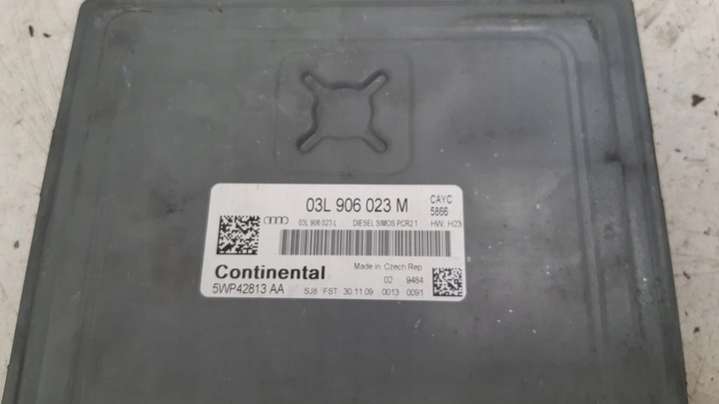 03L 906 023 M
CAYC
5866
03L 906 023 L DIESEL SIMOS PCR2.1 HW: H23
Made in Czech Rep
Continental
02 9484
5WP42813 AA
SJ8 FST 30.11.09 0013 0091